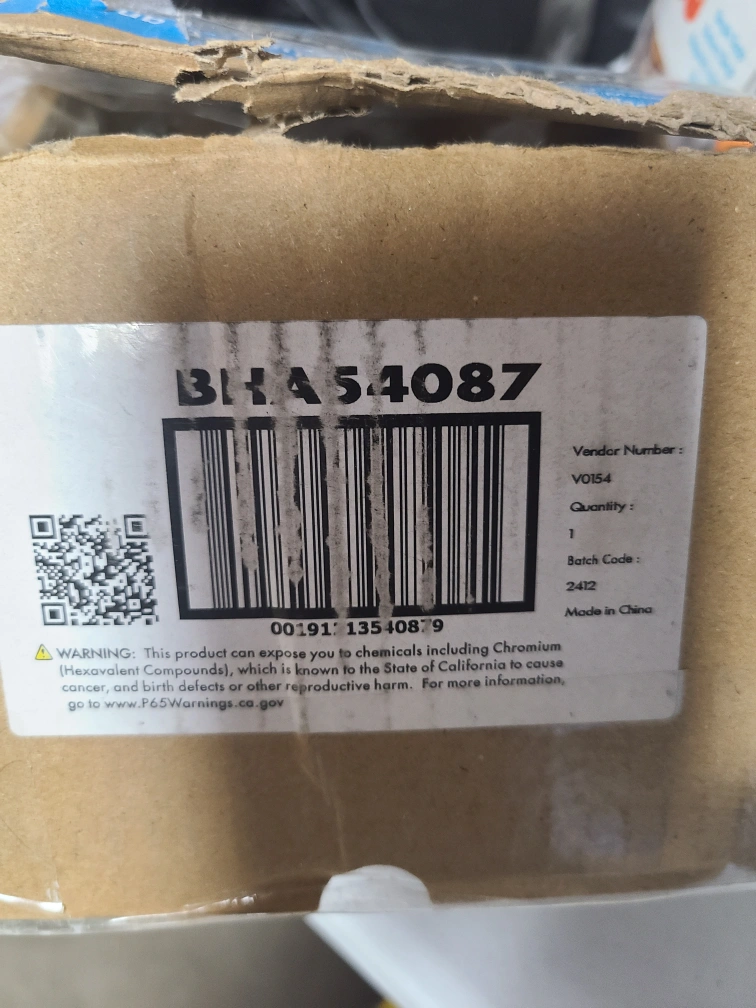 BHA54087
Vendor Number :
V0154
Quantity :
1
Batch Code :
2412
Made in China
WARNING: This product can expose you to chemicals including Chromium
(Hexavalent Compounds), which is known to the State of California to cause
cancer, and birth defects or other reproductive harm. For more information,
go to www.P65Warnings.ca.gov